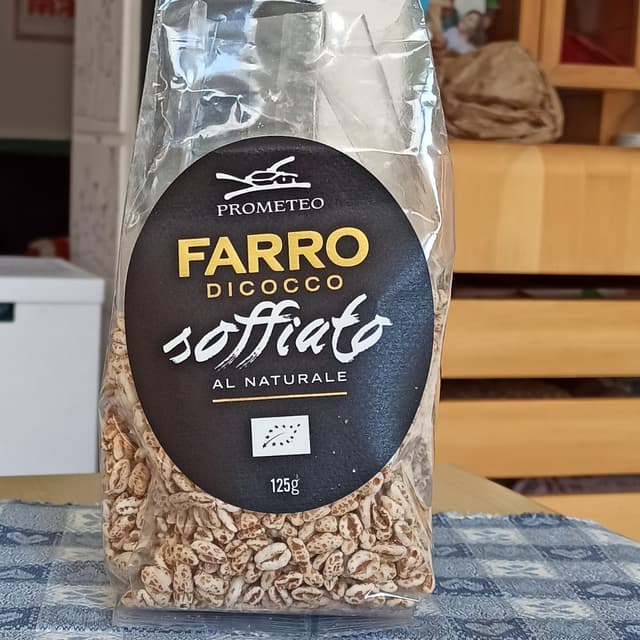 PROMETEO
FARRO
DICOCCO
soffiato
AL NATURALE
125g